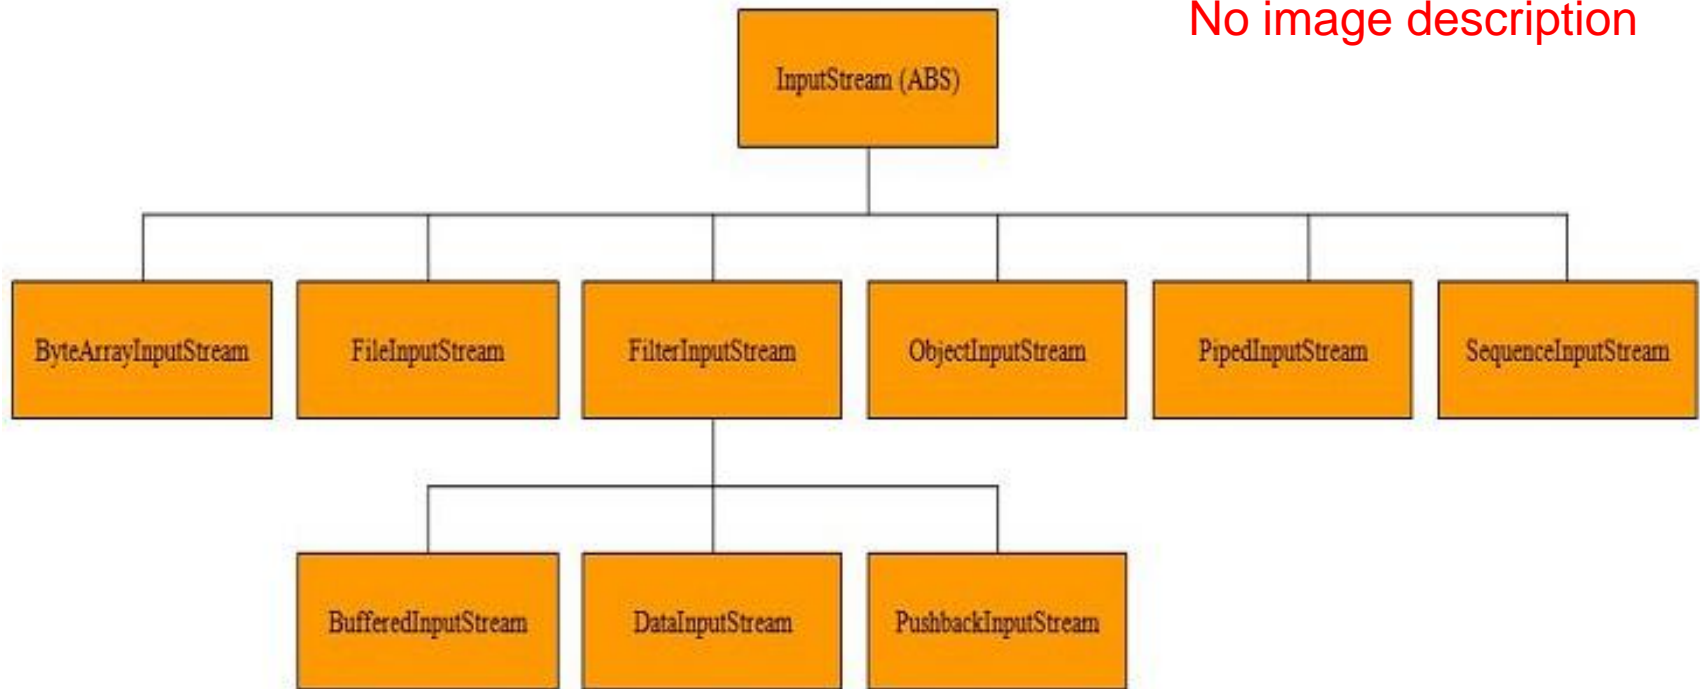 No image description
InputStream (ABS)
ByteArrayInputStream
FileInputStream
FilterInputStream
ObjectInputStream
PipedInputStream
SequenceInputStream
BufferedInputStream
DataInputStream
PushbackInputStream